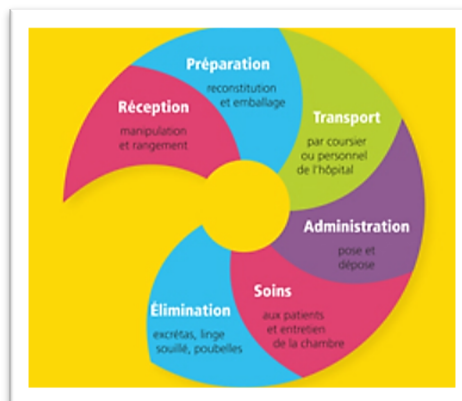 Préparation
reconstitution
et emballage
Réception
manipulation
et rangement
Transport
par coursier
ou personnel
de l'hôpital
Administration
pose et
dépose
Soins
aux patients
et entretien
de la chambre
Élimination
excrétas, linge
souillé, poubelles